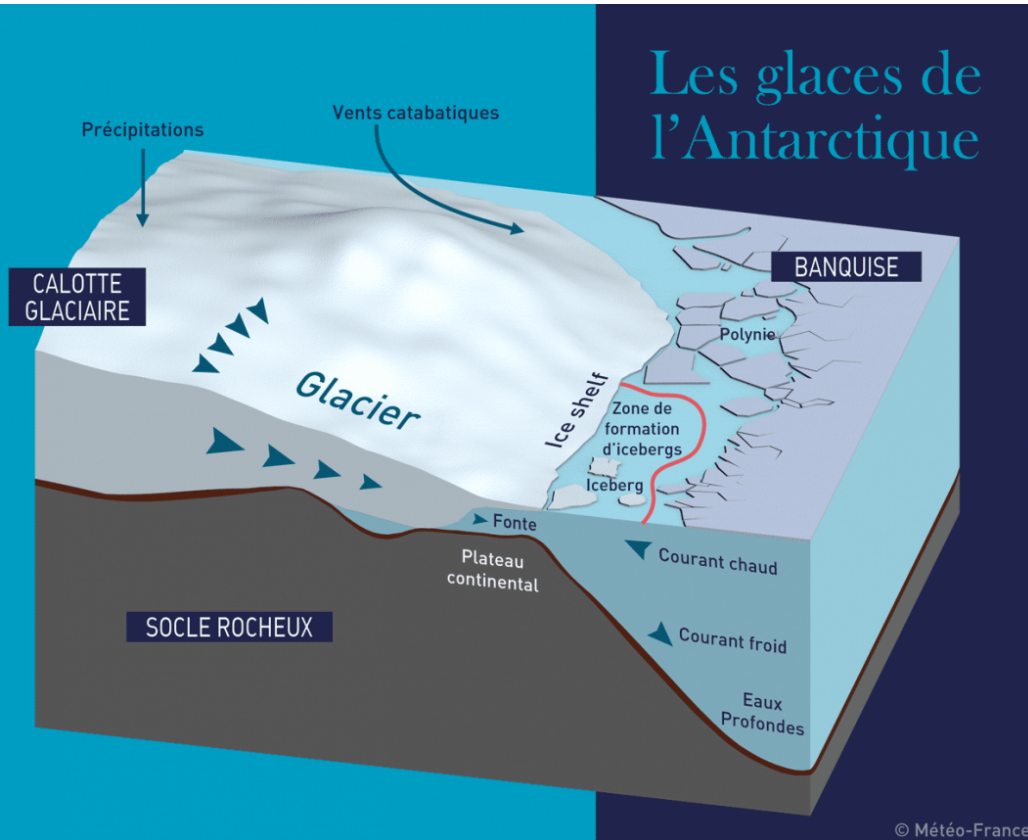 Les glaces de
l'Antarctique
Précipitations
Vents catabatiques
CALOTTE
GLACIAIRE
BANQUISE
Polynie
Glacier
Ice shelf
Zone de
formation
d'icebergs
Iceberg
Fonte
Plateau
continental
Courant chaud
SOCLE ROCHEUX
Courant froid
Eaux
Profondes
© Météo-France